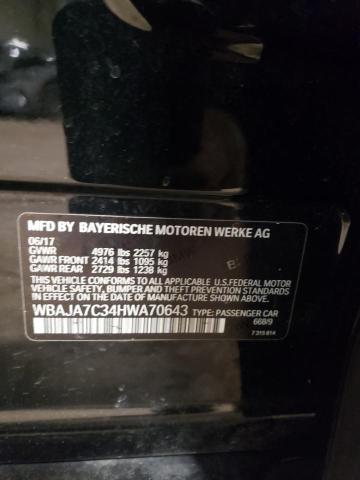 MFD BY BAYERISCHE MOTOREN WERKE AG
06/17
GVWR 4976 lbs 2257 kg
GAWR FRONT 2414 lbs 1095 kg
GAWR REAR 2729 lbs 1238 kg
THIS VEHICLE CONFORMS TO ALL APPLICABLE U.S.FEDERAL MOTOR
VEHICLE SAFETY, BUMPER, AND THEFT PREVENTION
STANDARDS IN EFFECT ON THE DATE OF MANUFACTURE SHOWN ABOVE.
WBAJA7C34HWA70643 TYPE: PASSENGER CAR
668/9
7 315 614